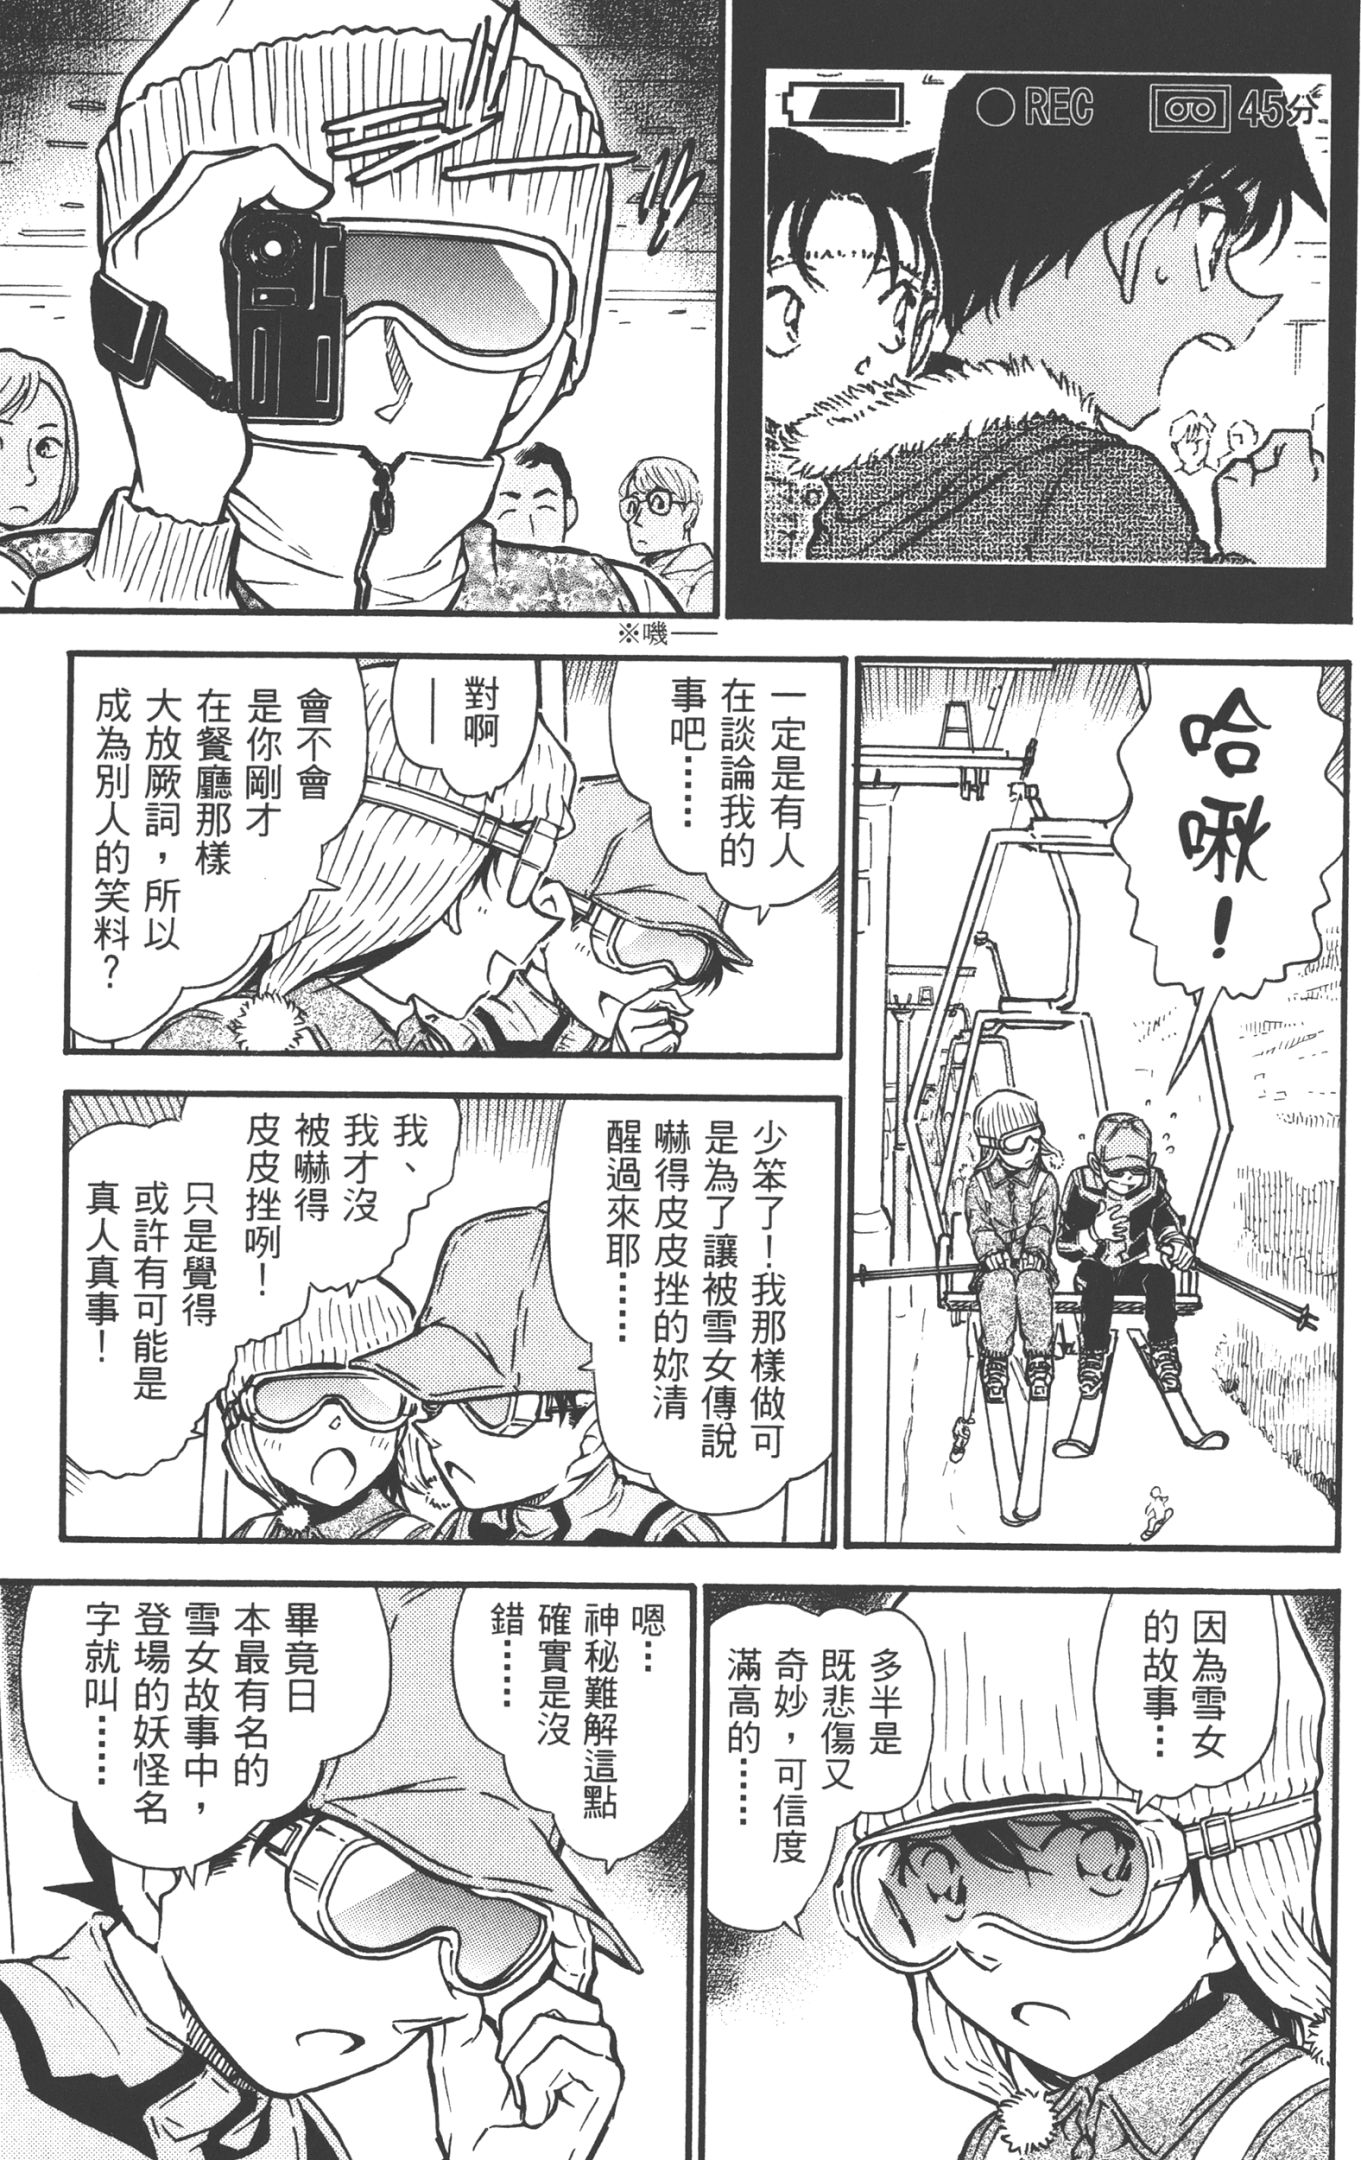 REC
45分
※嘰──
哈啾！
一定是有人
在談論我的
事吧……
對啊
──
會不會
是你剛才
在餐廳那樣
大放厥詞，所以
成為別人的笑料？
少笨了！我那樣做可
是為了讓被雪女傳說
嚇得皮皮挫的妳清
醒過來耶……
我、
我才沒
被嚇得
皮皮挫咧！
只是覺得
或許有可能是
真人真事！
因為雪女
的故事…
多半是
既悲傷又
奇妙，可信度
滿高的……
嗯…
神秘難解這點
確實是沒
錯……
畢竟日
本最有名的
雪女故事中，
登場的妖怪名
字就叫……